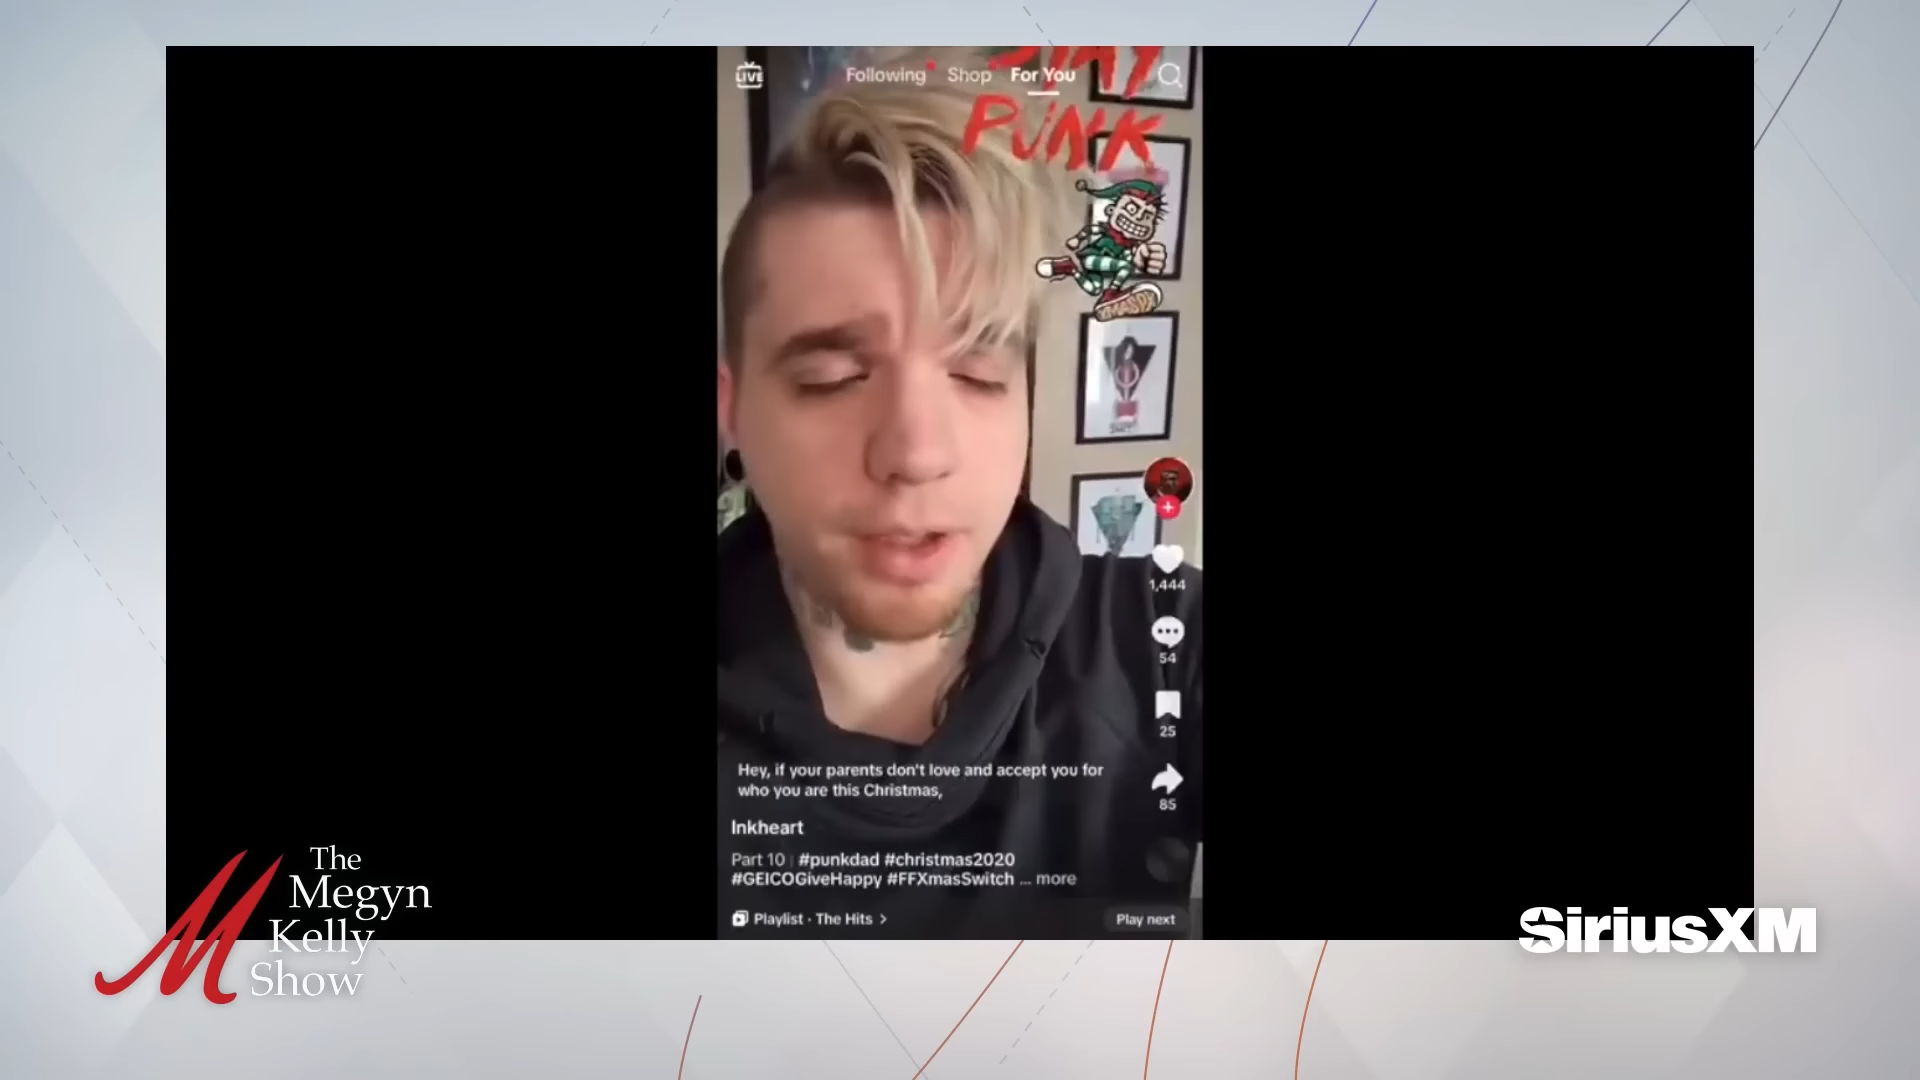 LIVE
Following Shop For You
STAY
PUNK
XMASPX
1,444
54
25
85
Hey, if your parents don't love and accept you for
who you are this Christmas,
Inkheart
Part 10 | #punkdad #christmas2020
#GEICOGiveHappy #FFXmasSwitch ... more
Playlist · The Hits >
Play next
The
Megyn
Kelly
Show
SiriusXM